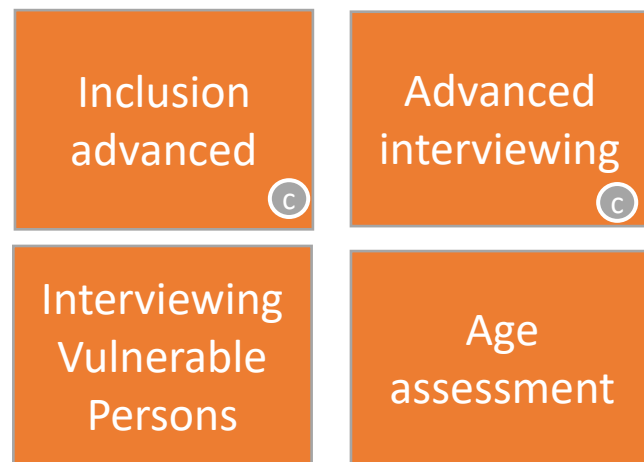 Inclusion
advanced
C
Advanced
interviewing
C
Interviewing
Vulnerable
Persons
Age
assessment